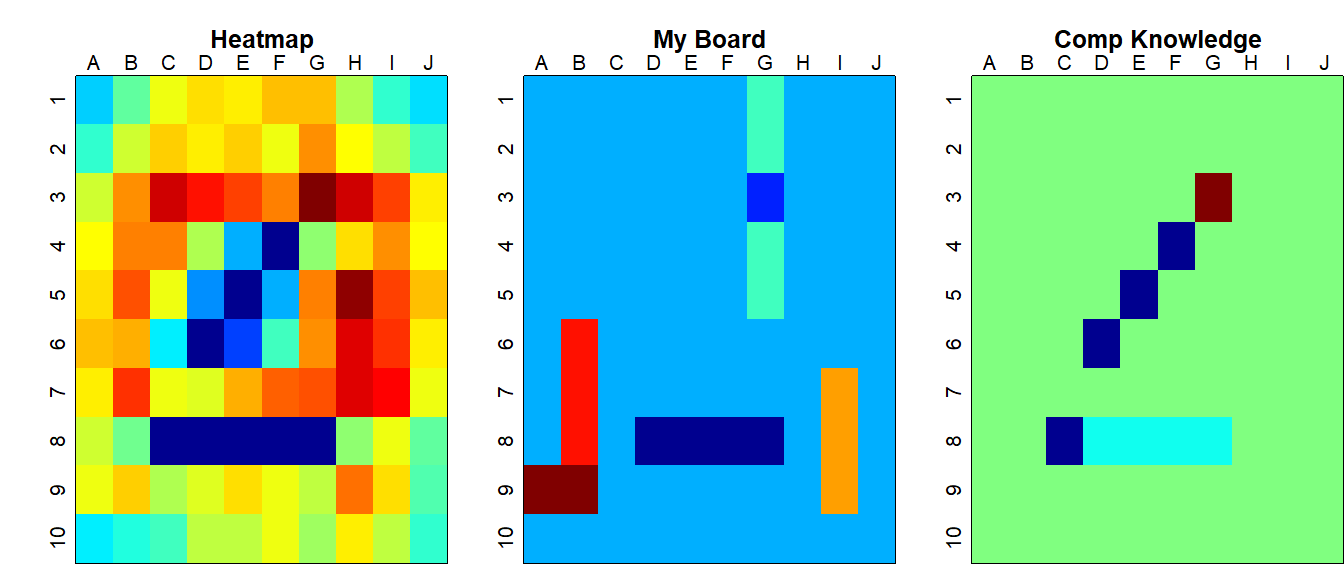 Heatmap My Board Comp Knowledge
A B C D E F G H I J A B C D E F G H I J A B C D E F G H I J
1 1 1
2 2 2
3 3 3
4 4 4
5 5 5
6 6 6
7 7 7
8 8 8
9 9 9
10 10 10